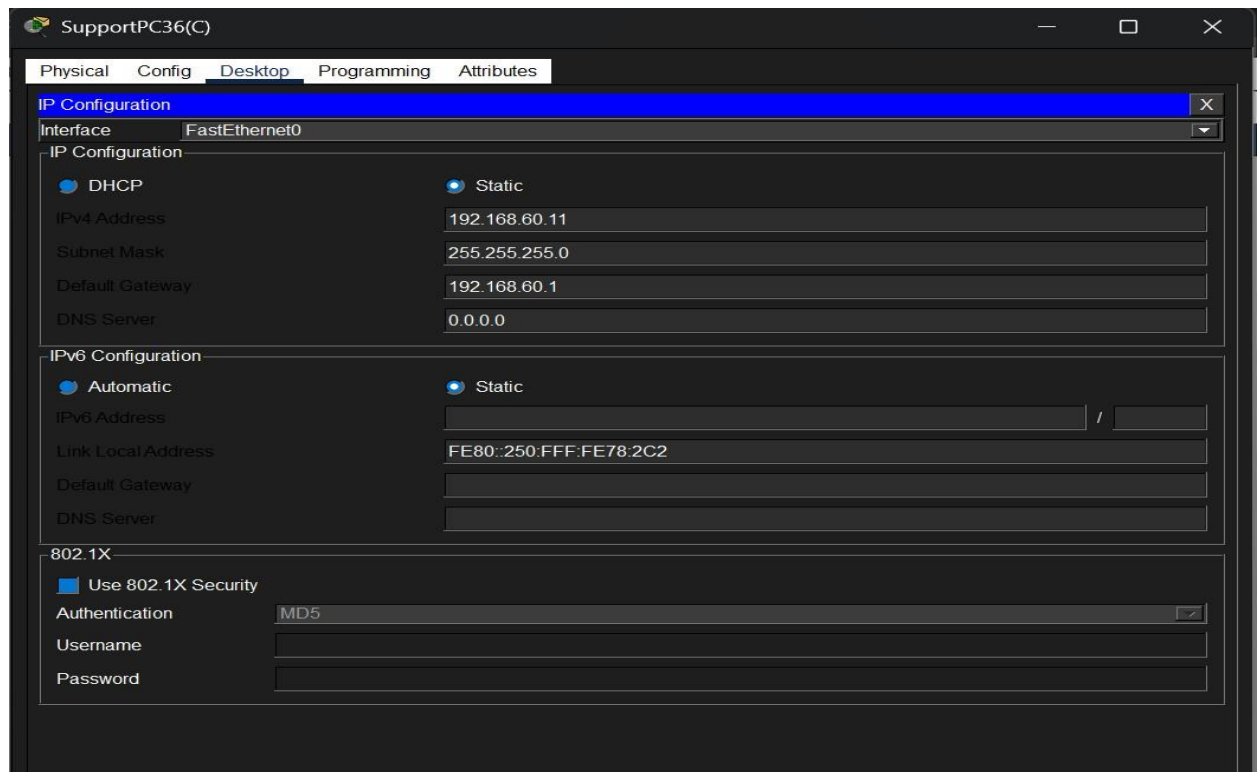 SupportPC36(C)
Physical Config Desktop Programming Attributes
IP Configuration X
Interface FastEthernet0
IP Configuration
DHCP Static
IPv4 Address 192.168.60.11
Subnet Mask 255.255.255.0
Default Gateway 192.168.60.1
DNS Server 0.0.0.0
IPv6 Configuration
Automatic Static
IPv6 Address /
Link Local Address FE80::250:FFF:FE78:2C2
Default Gateway
DNS Server
802.1X
Use 802.1X Security
Authentication MD5
Username
Password